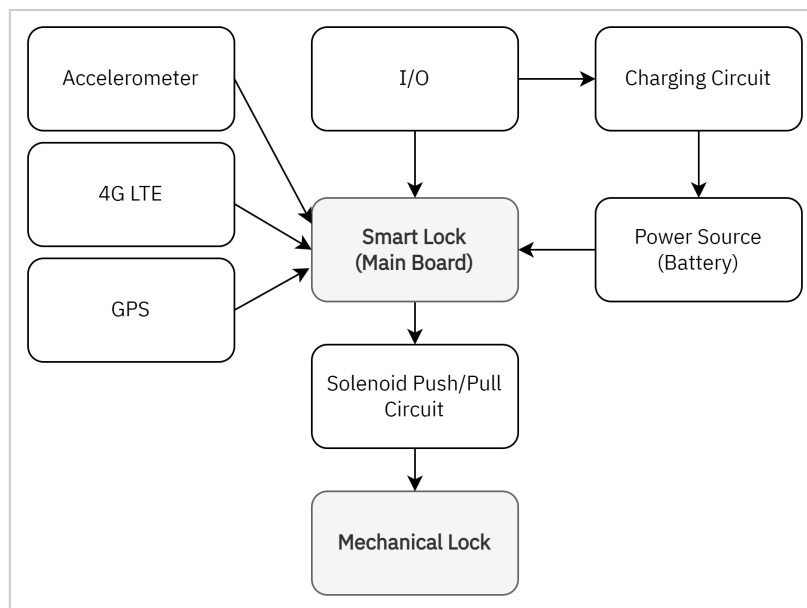 Accelerometer
I/O
Charging Circuit
4G LTE
Smart Lock
(Main Board)
Power Source
(Battery)
GPS
Solenoid Push/Pull
Circuit
Mechanical Lock